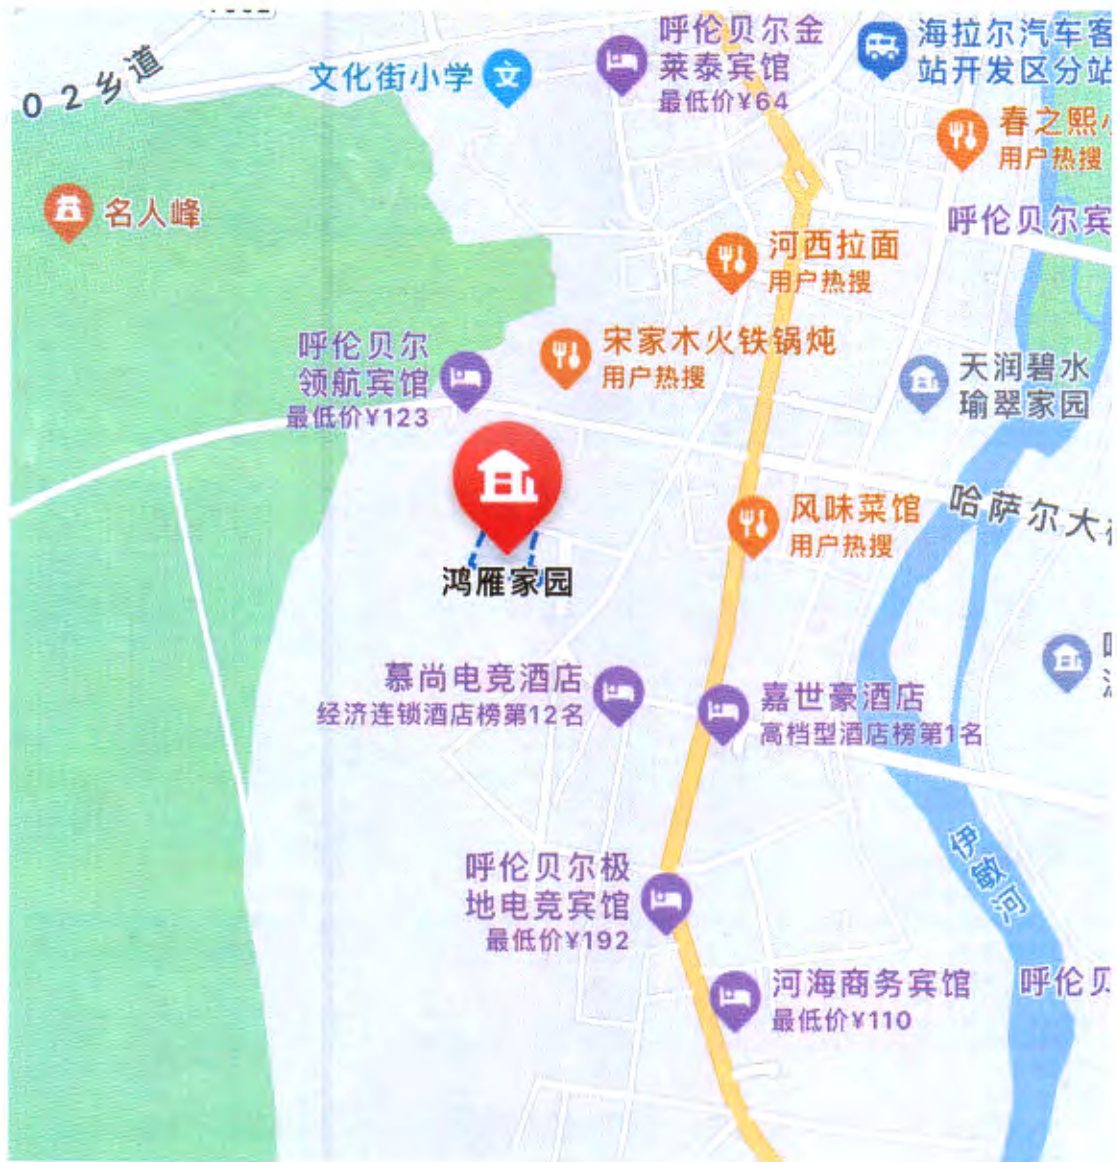 ０２乡道
文化街小学
文
呼伦贝尔金
莱泰宾馆
最低价¥64
海拉尔汽车客
站开发区分站
春之熙
用户热搜
名人峰
呼伦贝尔宾
河西拉面
用户热搜
呼伦贝尔
领航宾馆
最低价¥123
宋家木火铁锅炖
用户热搜
天润碧水
瑜翠家园
哈萨尔大
风味菜馆
用户热搜
鸿雁家园
慕尚电竞酒店
经济连锁酒店榜第12名
嘉世豪酒店
高档型酒店榜第1名
伊敏河
呼伦贝尔极
地电竞宾馆
最低价¥192
河海商务宾馆
最低价¥110
呼伦贝